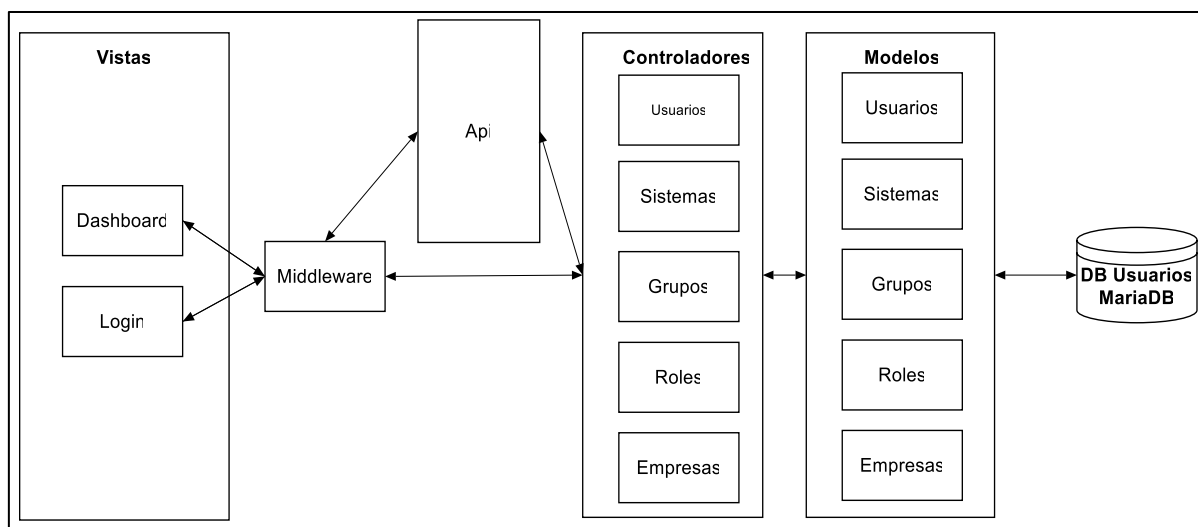 Vistas
Dashboard
Login
Middleware
Api
Controladores
Usuarios
Sistemas
Grupos
Roles
Empresas
Modelos
Usuarios
Sistemas
Grupos
Roles
Empresas
DB Usuarios
MariaDB